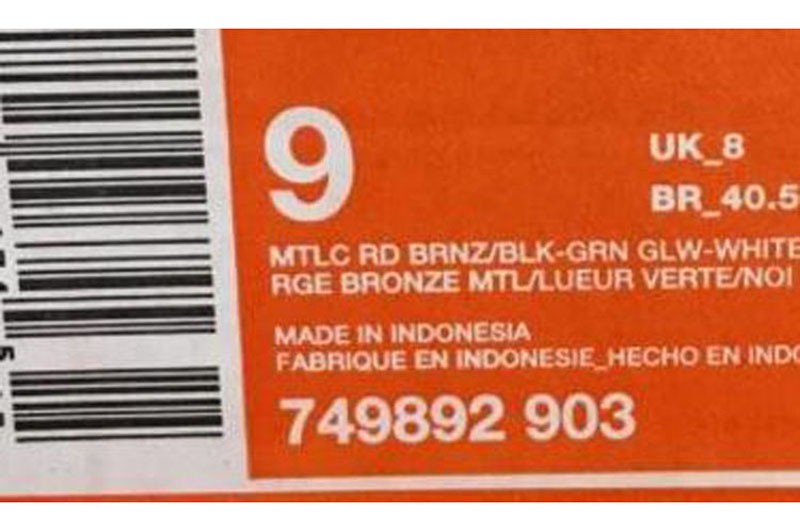 9
UK_8
BR_40.5
MTLC RD BRNZ/BLK-GRN GLW-WHITE
RGE BRONZE MTL/LUEUR VERTE/NOI
MADE IN INDONESIA
FABRIQUE EN INDONESIE_HECHO EN INDO
749892 903